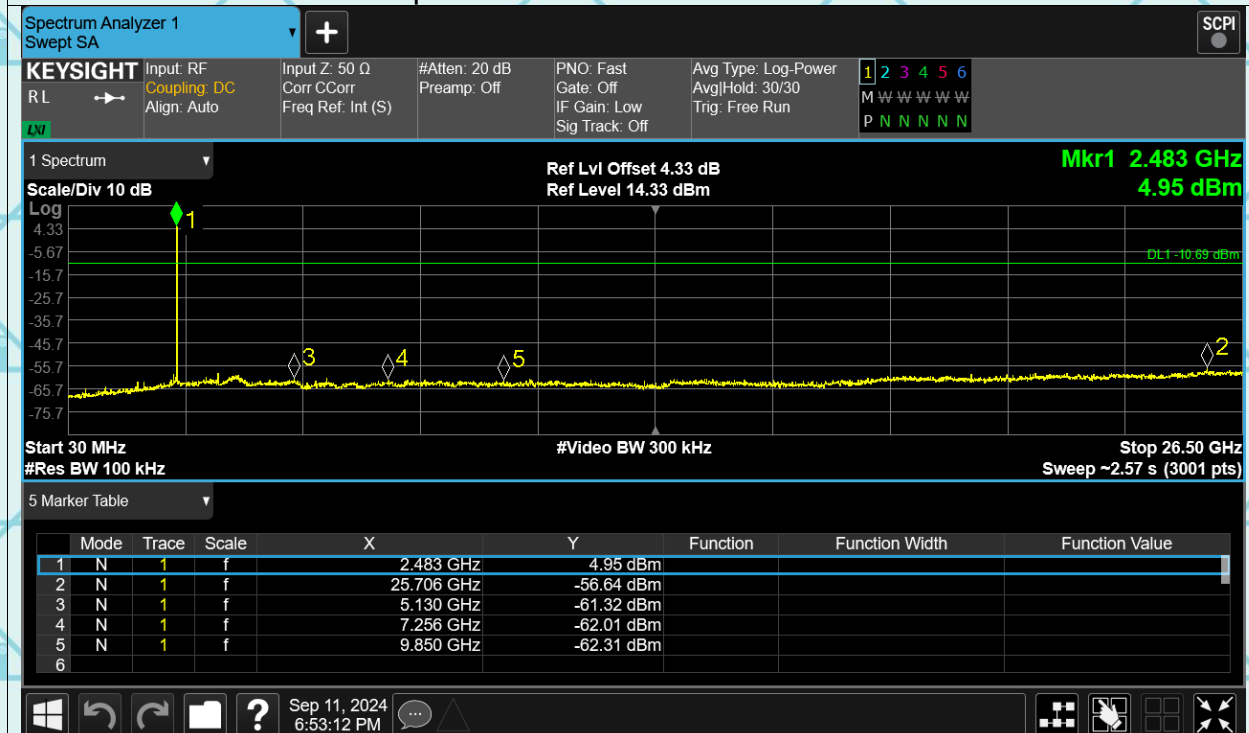 Spectrum Analyzer 1
Swept SA
+
SCPI
KEYSIGHT
RL
LXI
Input: RF
Coupling: DC
Align: Auto
Input Z: 50 Ω
Corr CCorr
Freq Ref: Int (S)
#Atten: 20 dB
Preamp: Off
PNO: Fast
Gate: Off
IF Gain: Low
Sig Track: Off
Avg Type: Log-Power
Avg|Hold: 30/30
Trig: Free Run
1 2 3 4 5 6
M W W W W W
P N N N N N
1 Spectrum
Scale/Div 10 dB
Ref Lvl Offset 4.33 dB
Ref Level 14.33 dBm
Mkr1 2.483 GHz
4.95 dBm
Log
4.33
-5.67
-15.7
-25.7
-35.7
-45.7
-55.7
-65.7
-75.7
1
DL1 -10.69 dBm
3
4
5
2
Start 30 MHz
#Res BW 100 kHz
#Video BW 300 kHz
Stop 26.50 GHz
Sweep ~2.57 s (3001 pts)
5 Marker Table
Mode Trace Scale X Y Function Function Width Function Value
1 N 1 f 2.483 GHz 4.95 dBm
2 N 1 f 25.706 GHz -56.64 dBm
3 N 1 f 5.130 GHz -61.32 dBm
4 N 1 f 7.256 GHz -62.01 dBm
5 N 1 f 9.850 GHz -62.31 dBm
6
?
Sep 11, 2024
6:53:12 PM